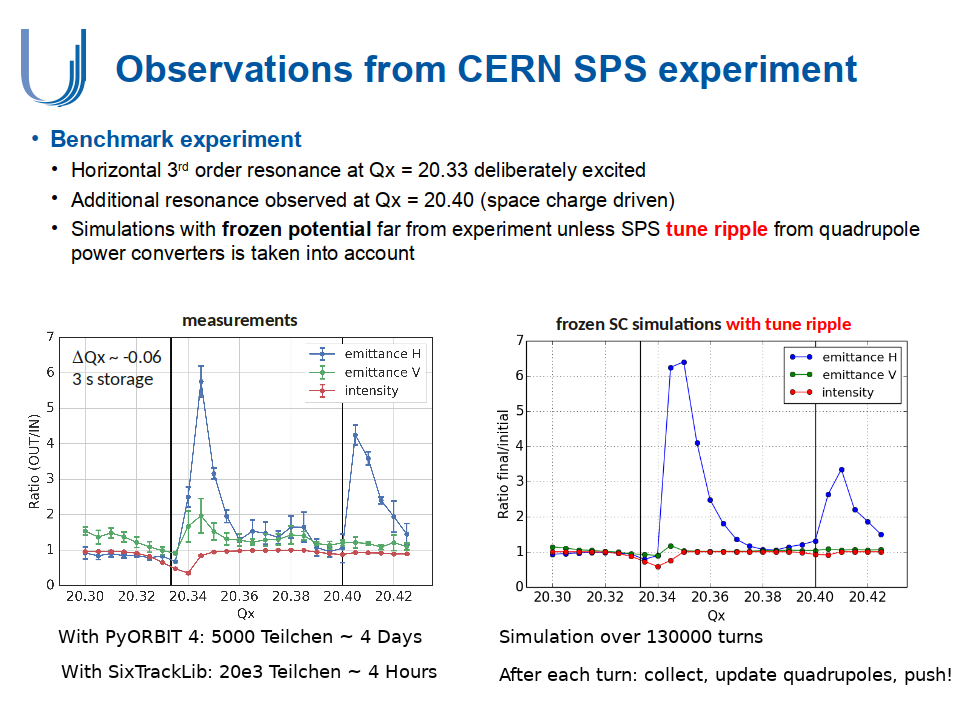 Observations from CERN SPS experiment
• Benchmark experiment
• Horizontal 3rd order resonance at Qx = 20.33 deliberately excited
• Additional resonance observed at Qx = 20.40 (space charge driven)
• Simulations with frozen potential far from experiment unless SPS tune ripple from quadrupole
power converters is taken into account
measurements
ΔQx ~ -0.06
3 s storage
emittance H
emittance V
intensity
Ratio (OUT/IN)
7
6
5
4
3
2
1
0
20.30 20.32 20.34 20.36 20.38 20.40 20.42
Qx
With PyORBIT 4: 5000 Teilchen ~ 4 Days
With SixTrackLib: 20e3 Teilchen ~ 4 Hours
frozen SC simulations with tune ripple
emittance H
emittance V
intensity
Ratio final/initial
7
6
5
4
3
2
1
0
20.30 20.32 20.34 20.36 20.38 20.40 20.42
Qx
Simulation over 130000 turns
After each turn: collect, update quadrupoles, push!